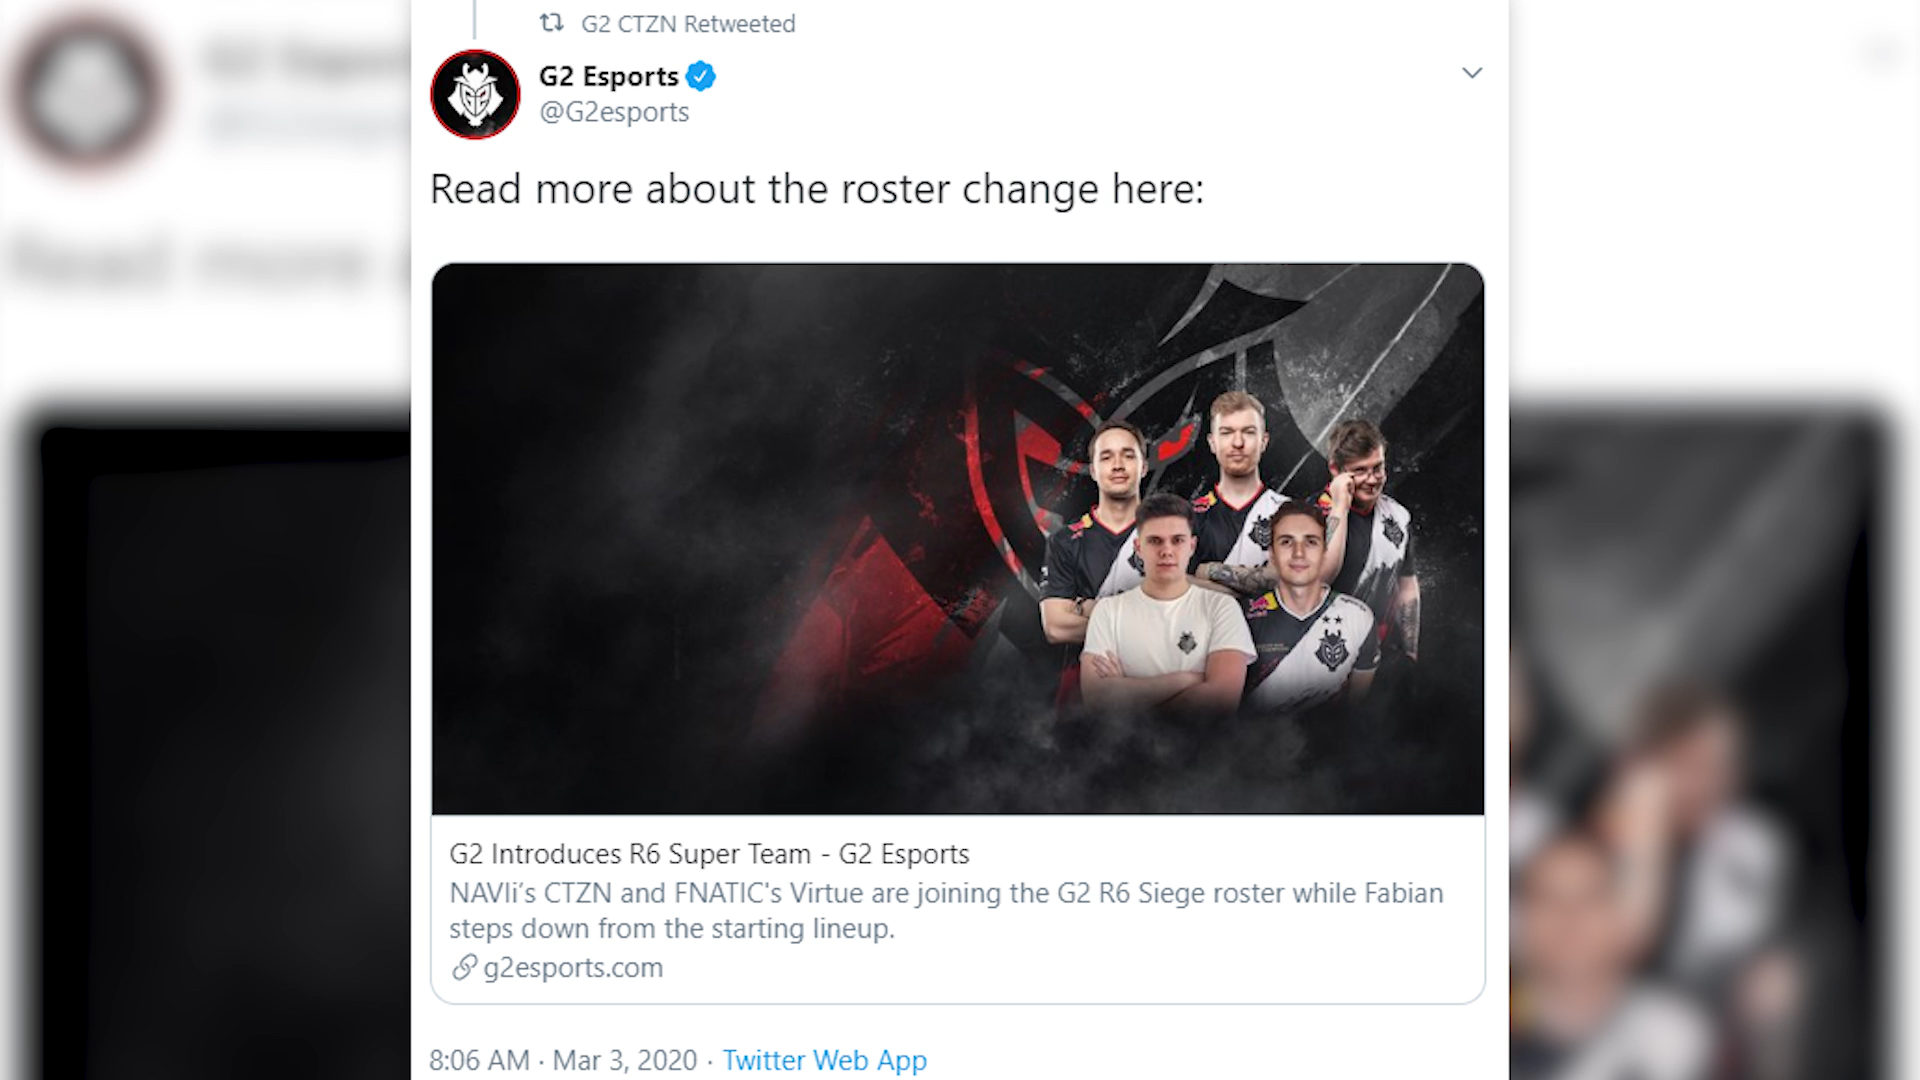 G2 CTZN Retweeted
G2 Esports
@G2esports
Read more about the roster change here:
G2 Introduces R6 Super Team - G2 Esports
NAVIi’s CTZN and FNATIC's Virtue are joining the G2 R6 Siege roster while Fabian
steps down from the starting lineup.
g2esports.com
8:06 AM · Mar 3, 2020 · Twitter Web App